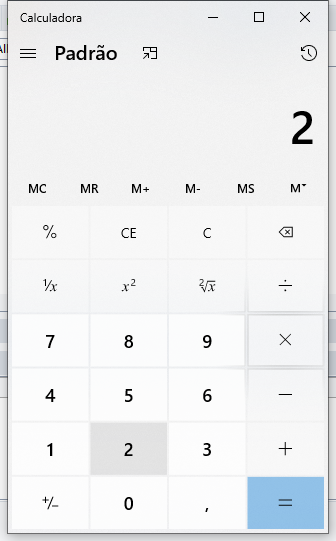 Calculadora
Padrão
2
MC MR M+ M- MS M˅
% CE C
¹/x x² ²√x ÷
7 8 9 ×
4 5 6 −
1 2 3 +
+/− 0 , =